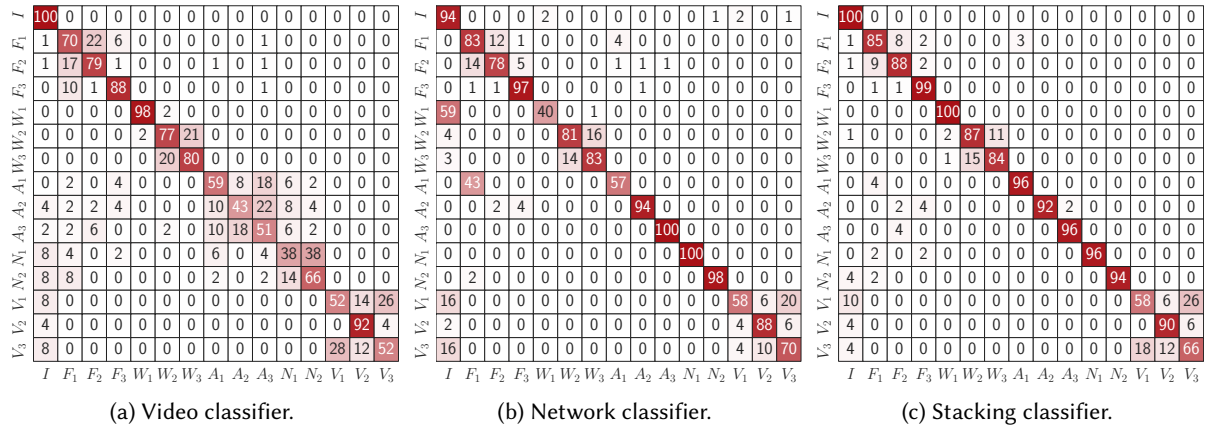 I 100 0 0 0 0 0 0 0 0 0 0 0 0 0 0
F₁ 1 70 22 6 0 0 0 0 0 1 0 0 0 0 0
F₂ 1 17 79 1 0 0 0 1 0 1 0 0 0 0 0
F₃ 0 10 1 88 0 0 0 0 0 1 0 0 0 0 0
W₁ 0 0 0 0 98 2 0 0 0 0 0 0 0 0 0
W₂ 0 0 0 0 2 77 21 0 0 0 0 0 0 0 0
W₃ 0 0 0 0 0 20 80 0 0 0 0 0 0 0 0
A₁ 0 2 0 4 0 0 0 59 8 18 6 2 0 0 0
A₂ 4 2 2 4 0 0 0 10 43 22 8 4 0 0 0
A₃ 2 2 6 0 0 2 0 10 18 51 6 2 0 0 0
N₁ 8 4 0 2 0 0 0 6 0 4 38 38 0 0 0
N₂ 8 8 0 0 0 0 0 2 0 2 14 66 0 0 0
V₁ 8 0 0 0 0 0 0 0 0 0 0 0 52 14 26
V₂ 4 0 0 0 0 0 0 0 0 0 0 0 0 92 4
V₃ 8 0 0 0 0 0 0 0 0 0 0 0 28 12 52
I F₁ F₂ F₃ W₁ W₂ W₃ A₁ A₂ A₃ N₁ N₂ V₁ V₂ V₃
(a) Video classifier.
I 94 0 0 0 2 0 0 0 0 0 0 1 2 0 1
F₁ 0 83 12 1 0 0 0 4 0 0 0 0 0 0 0
F₂ 0 14 78 5 0 0 0 1 1 1 0 0 0 0 0
F₃ 0 1 1 97 0 0 0 0 1 0 0 0 0 0 0
W₁ 59 0 0 0 40 0 1 0 0 0 0 0 0 0 0
W₂ 4 0 0 0 0 81 16 0 0 0 0 0 0 0 0
W₃ 3 0 0 0 0 14 83 0 0 0 0 0 0 0 0
A₁ 0 43 0 0 0 0 0 57 0 0 0 0 0 0 0
A₂ 0 0 2 4 0 0 0 0 94 0 0 0 0 0 0
A₃ 0 0 0 0 0 0 0 0 0 100 0 0 0 0 0
N₁ 0 0 0 0 0 0 0 0 0 0 100 0 0 0 0
N₂ 0 2 0 0 0 0 0 0 0 0 0 98 0 0 0
V₁ 16 0 0 0 0 0 0 0 0 0 0 0 58 6 20
V₂ 2 0 0 0 0 0 0 0 0 0 0 0 4 88 6
V₃ 16 0 0 0 0 0 0 0 0 0 0 0 4 10 70
I F₁ F₂ F₃ W₁ W₂ W₃ A₁ A₂ A₃ N₁ N₂ V₁ V₂ V₃
(b) Network classifier.
I 100 0 0 0 0 0 0 0 0 0 0 0 0 0 0
F₁ 1 85 8 2 0 0 0 3 0 0 0 0 0 0 0
F₂ 1 9 88 2 0 0 0 0 0 0 0 0 0 0 0
F₃ 0 1 1 99 0 0 0 0 0 0 0 0 0 0 0
W₁ 0 0 0 0 100 0 0 0 0 0 0 0 0 0 0
W₂ 1 0 0 0 2 87 11 0 0 0 0 0 0 0 0
W₃ 0 0 0 0 1 15 84 0 0 0 0 0 0 0 0
A₁ 0 4 0 0 0 0 0 96 0 0 0 0 0 0 0
A₂ 0 0 2 4 0 0 0 0 92 2 0 0 0 0 0
A₃ 0 0 4 0 0 0 0 0 0 96 0 0 0 0 0
N₁ 0 2 0 2 0 0 0 0 0 0 96 0 0 0 0
N₂ 4 2 0 0 0 0 0 0 0 0 0 94 0 0 0
V₁ 10 0 0 0 0 0 0 0 0 0 0 0 58 6 26
V₂ 4 0 0 0 0 0 0 0 0 0 0 0 0 90 6
V₃ 4 0 0 0 0 0 0 0 0 0 0 0 18 12 66
I F₁ F₂ F₃ W₁ W₂ W₃ A₁ A₂ A₃ N₁ N₂ V₁ V₂ V₃
(c) Stacking classifier.